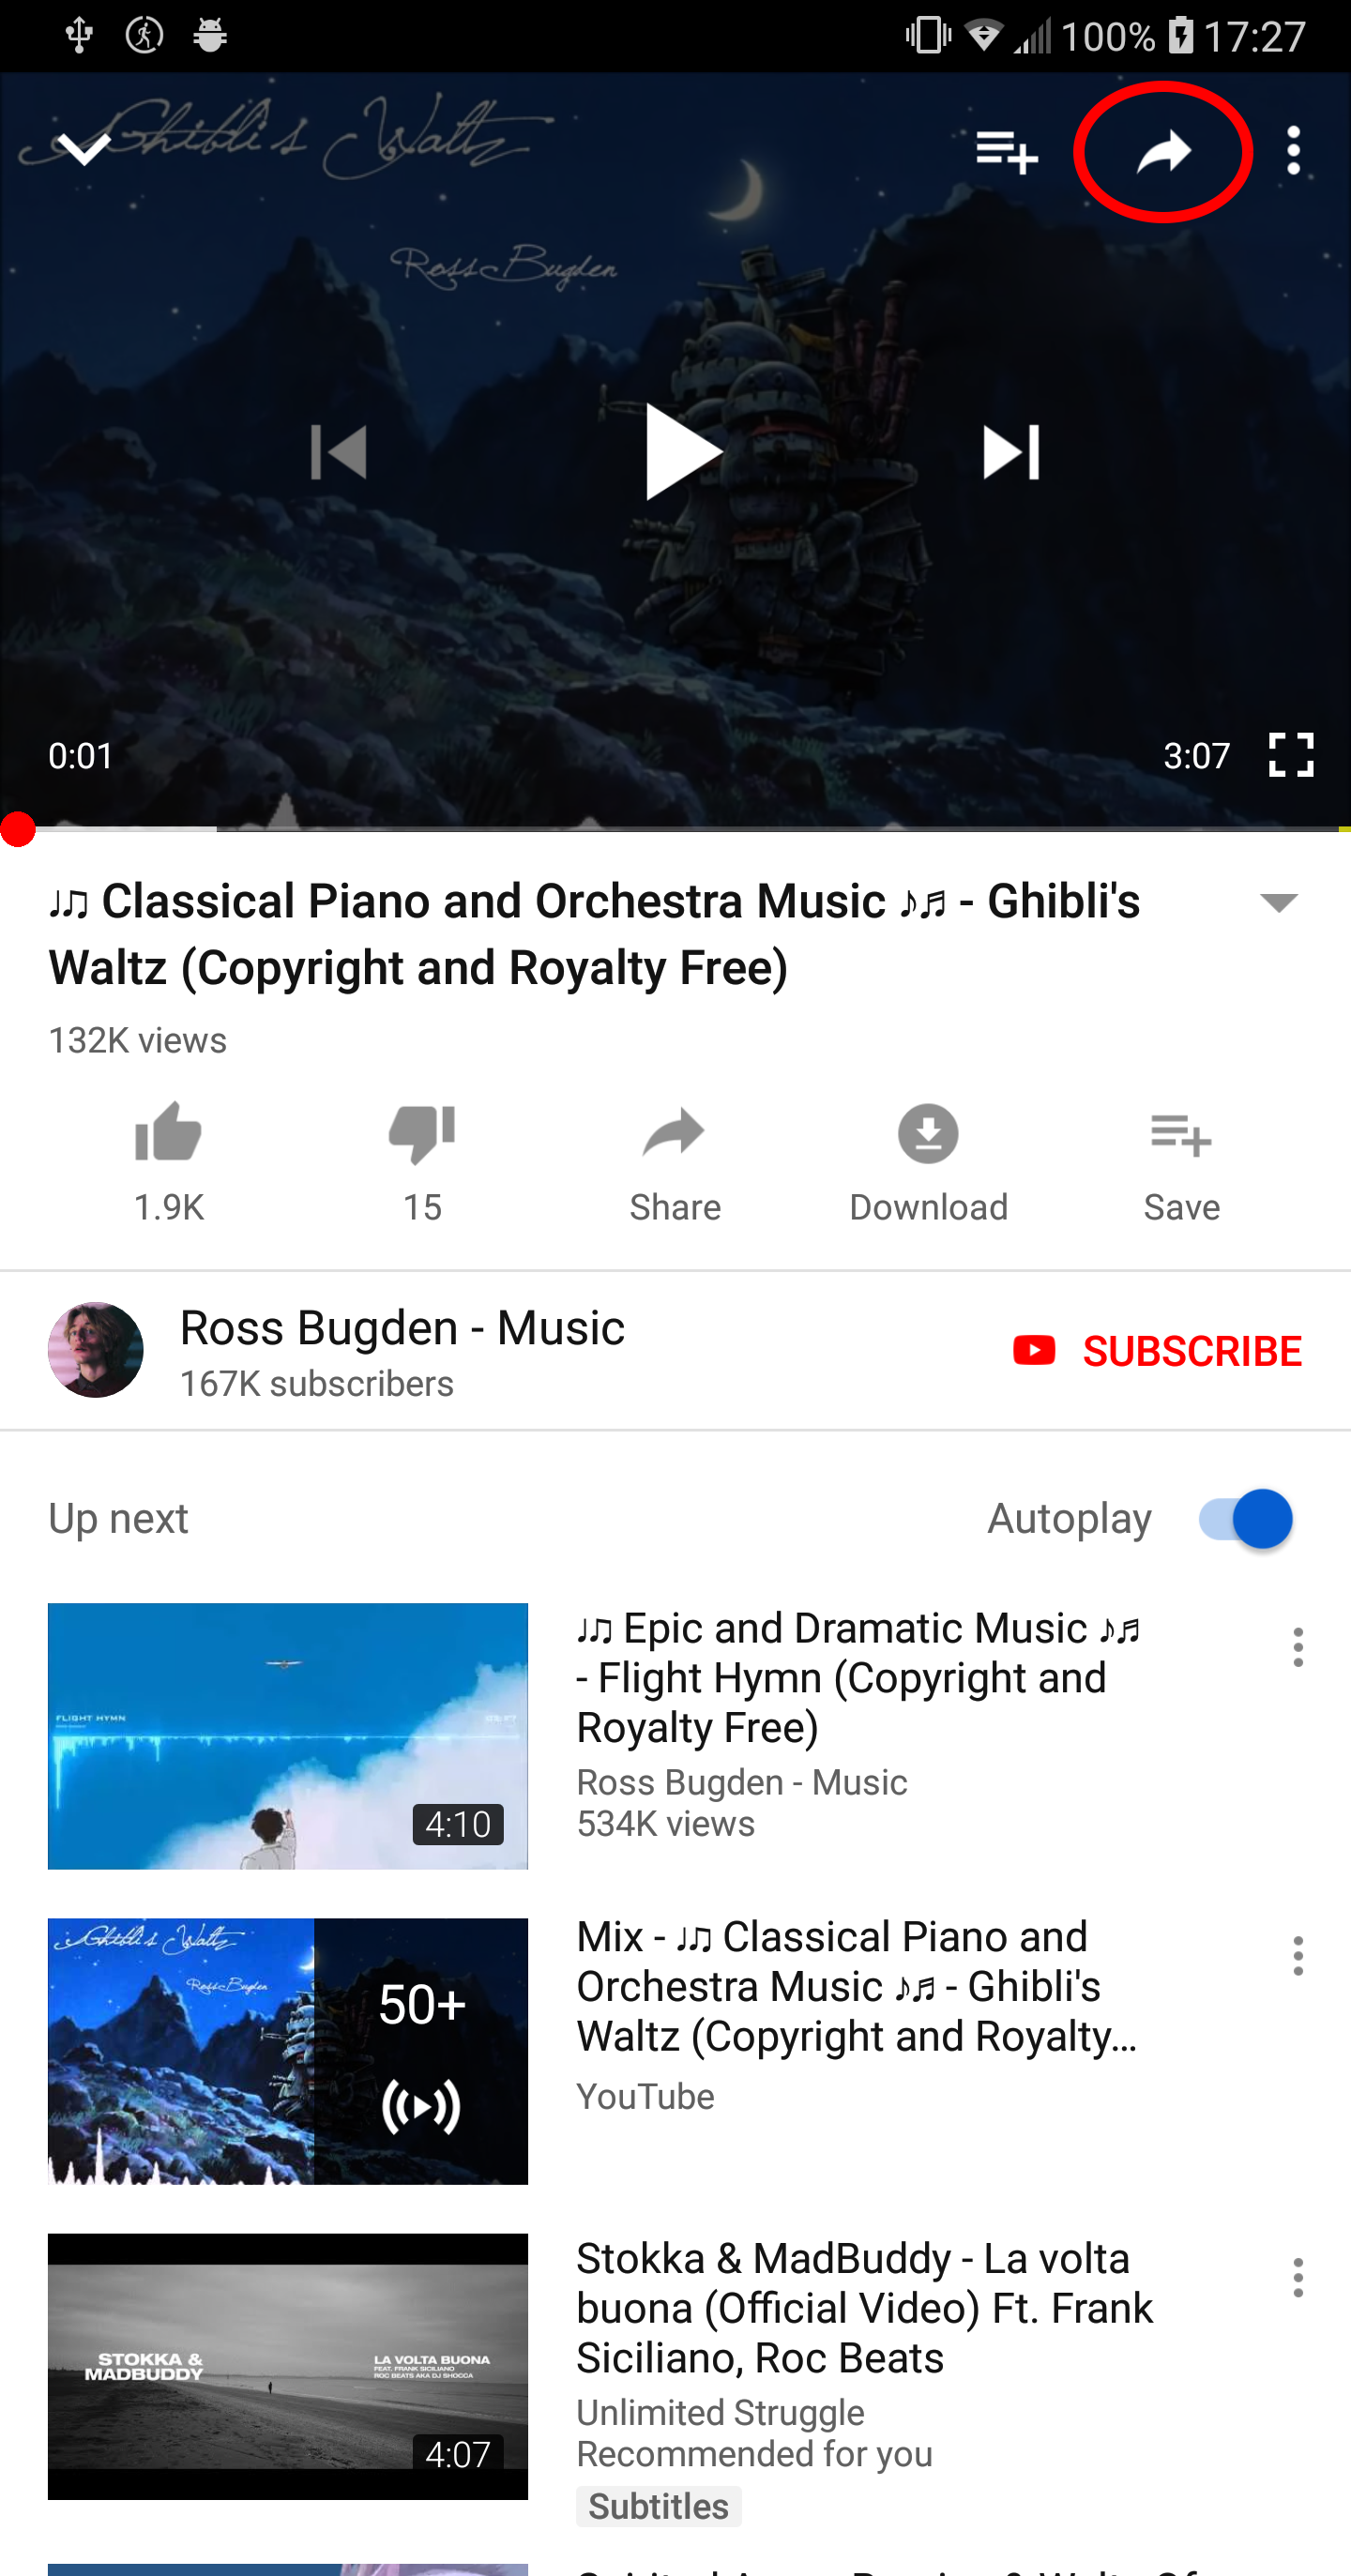 100% 17:27
Ghibli's Waltz
Ross Bugden
0:01
3:07
♩♫ Classical Piano and Orchestra Music ♪♬ - Ghibli's
Waltz (Copyright and Royalty Free)
132K views
1.9K
15
Share
Download
Save
Ross Bugden - Music
167K subscribers
SUBSCRIBE
Up next
Autoplay
♩♫ Epic and Dramatic Music ♪♬
- Flight Hymn (Copyright and
Royalty Free)
Ross Bugden - Music
534K views
FLIGHT HYMN
4:10
Ghibli's Waltz
Ross Bugden
50+
Mix - ♩♫ Classical Piano and
Orchestra Music ♪♬ - Ghibli's
Waltz (Copyright and Royalty...
YouTube
STOKKA &
MADBUDDY
LA VOLTA BUONA
FEAT. FRANK SICILIANO
ROC BEATS AKA DJ SHOCCA
4:07
Stokka & MadBuddy - La volta
buona (Official Video) Ft. Frank
Siciliano, Roc Beats
Unlimited Struggle
Recommended for you
Subtitles